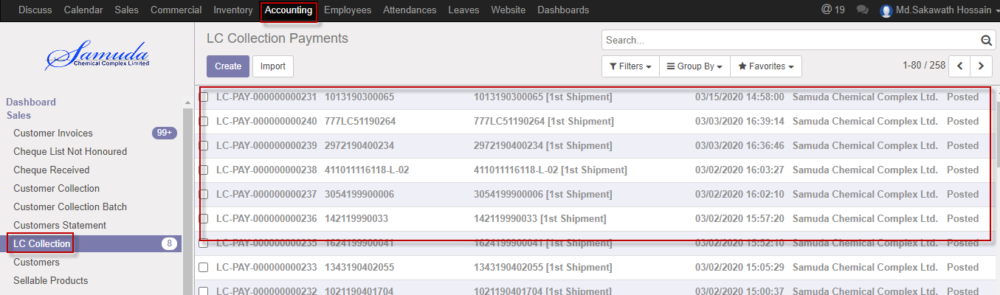 Discuss Calendar Sales Commercial Inventory Accounting Employees Attendances Leaves Website Dashboards @ 19 Md.Sakawath Hossain
Samuda
Chemical Complex Limited
LC Collection Payments
Search...
Create Import
Filters Group By Favorites 1-80 / 258
Dashboard
Sales
Customer Invoices 99+
Cheque List Not Honoured
Cheque Received
Customer Collection
Customer Collection Batch
Customers Statement
LC Collection 8
Customers
Sellable Products
LC-PAY-000000000231 1013190300065 1013190300065 [1st Shipment] 03/15/2020 14:58:00 Samuda Chemical Complex Ltd. Posted
LC-PAY-000000000240 777LC51190264 777LC51190264 [1st Shipment] 03/03/2020 16:39:14 Samuda Chemical Complex Ltd. Posted
LC-PAY-000000000239 2972190400234 2972190400234 [1st Shipment] 03/03/2020 16:36:46 Samuda Chemical Complex Ltd. Posted
LC-PAY-000000000238 411011116118-L-02 411011116118-L-02 [1st Shipment] 03/02/2020 16:03:27 Samuda Chemical Complex Ltd. Posted
LC-PAY-000000000237 3054199900006 3054199900006 [1st Shipment] 03/02/2020 16:02:10 Samuda Chemical Complex Ltd. Posted
LC-PAY-000000000236 142119990033 142119990033 [1st Shipment] 03/02/2020 15:57:20 Samuda Chemical Complex Ltd. Posted
LC-PAY-000000000235 1624199900041 1624199900041 [1st Shipment] 03/02/2020 15:52:10 Samuda Chemical Complex Ltd. Posted
LC-PAY-000000000233 1343190402055 1343190402055 [1st Shipment] 03/02/2020 15:05:29 Samuda Chemical Complex Ltd. Posted
LC-PAY-000000000232 1021190401704 1021190401704 [1st Shipment] 03/02/2020 15:00:37 Samuda Chemical Complex Ltd. Posted